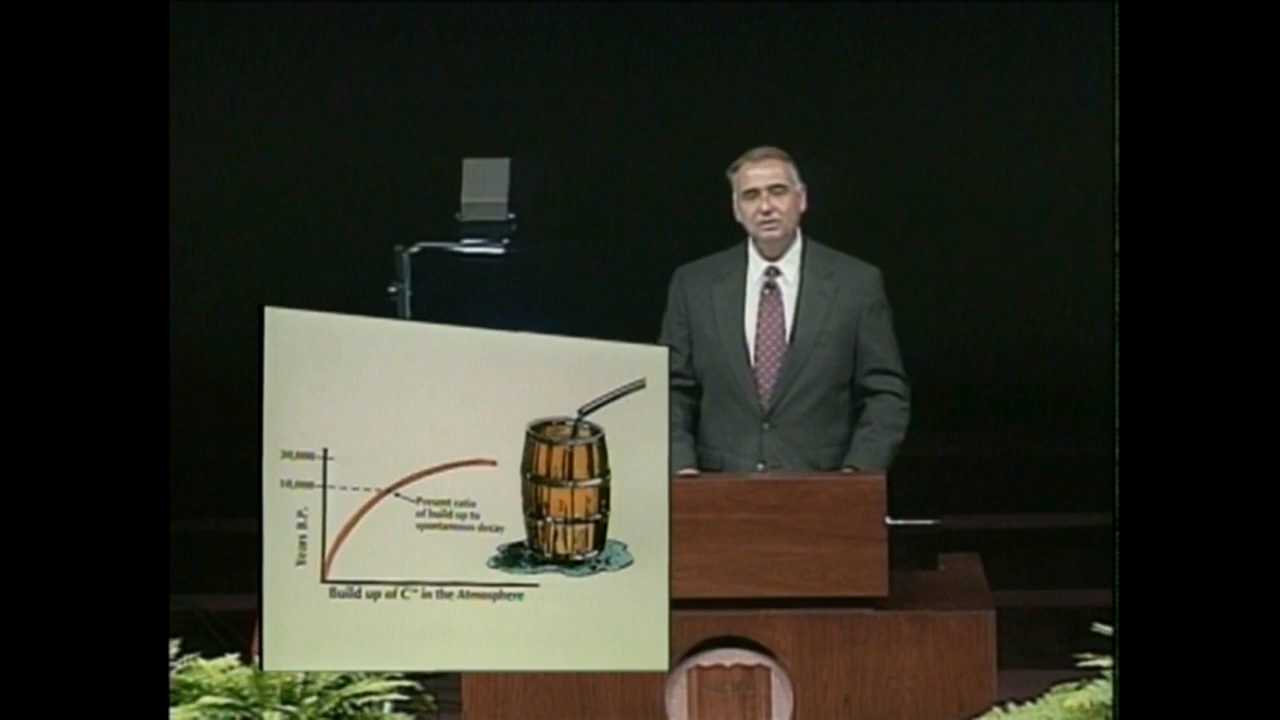 30,000
10,000
Present ratio
of build up to
spontaneous decay
Years B.P.
Build up of C¹⁴ in the Atmosphere